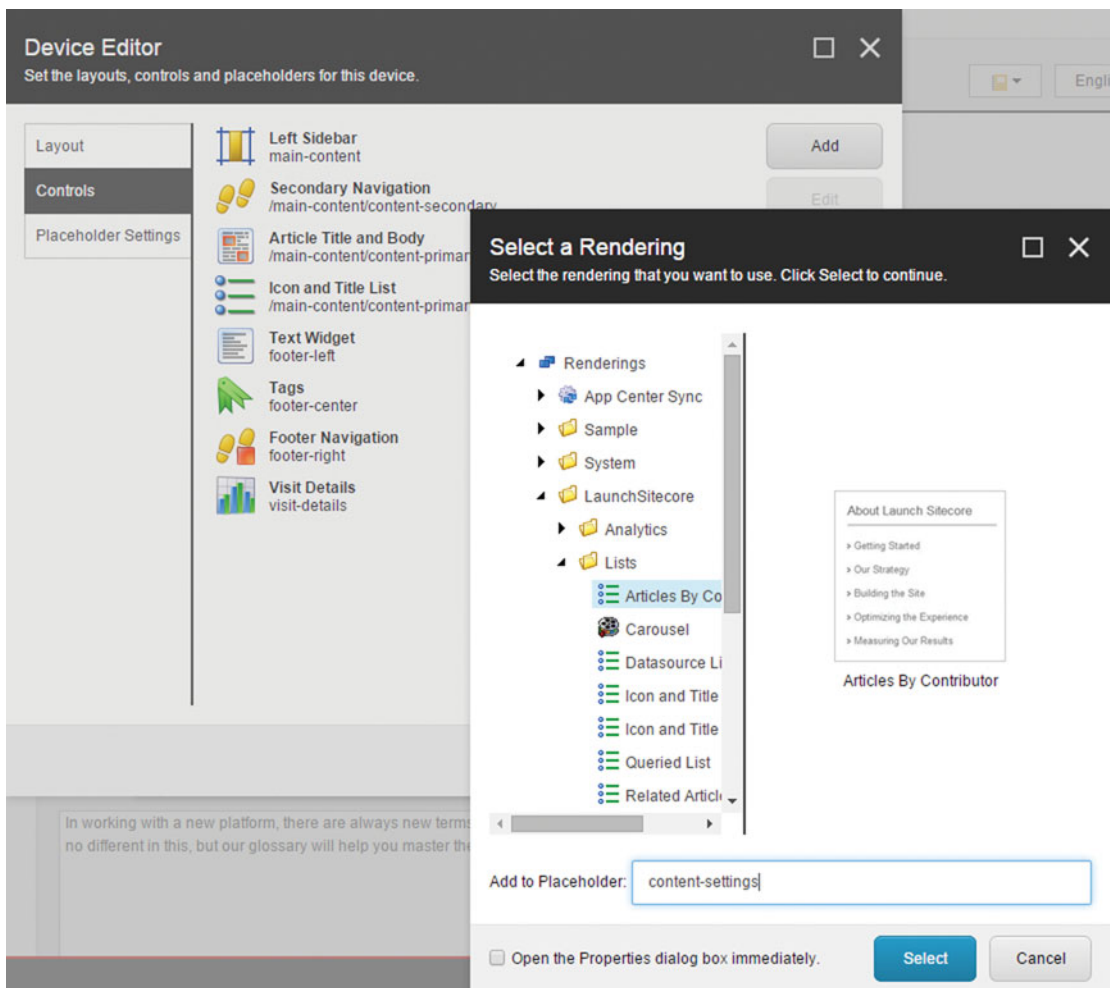 Device Editor
Set the layouts, controls and placeholders for this device.
Engli
Layout
Controls
Placeholder Settings
Left Sidebar
main-content
Secondary Navigation
/main-content/content-secondary
Article Title and Body
/main-content/content-primar
Icon and Title List
/main-content/content-primar
Text Widget
footer-left
Tags
footer-center
Footer Navigation
footer-right
Visit Details
visit-details
Add
Edit
In working with a new platform, there are always new terms
no different in this, but our glossary will help you master the
Select a Rendering
Select the rendering that you want to use. Click Select to continue.
Renderings
App Center Sync
Sample
System
LaunchSitecore
Analytics
Lists
Articles By Co
Carousel
Datasource Li
Icon and Title
Icon and Title
Queried List
Related Articl
About Launch Sitecore
» Getting Started
» Our Strategy
» Building the Site
» Optimizing the Experience
» Measuring Our Results
Articles By Contributor
Add to Placeholder: content-settings
Open the Properties dialog box immediately.
Select
Cancel